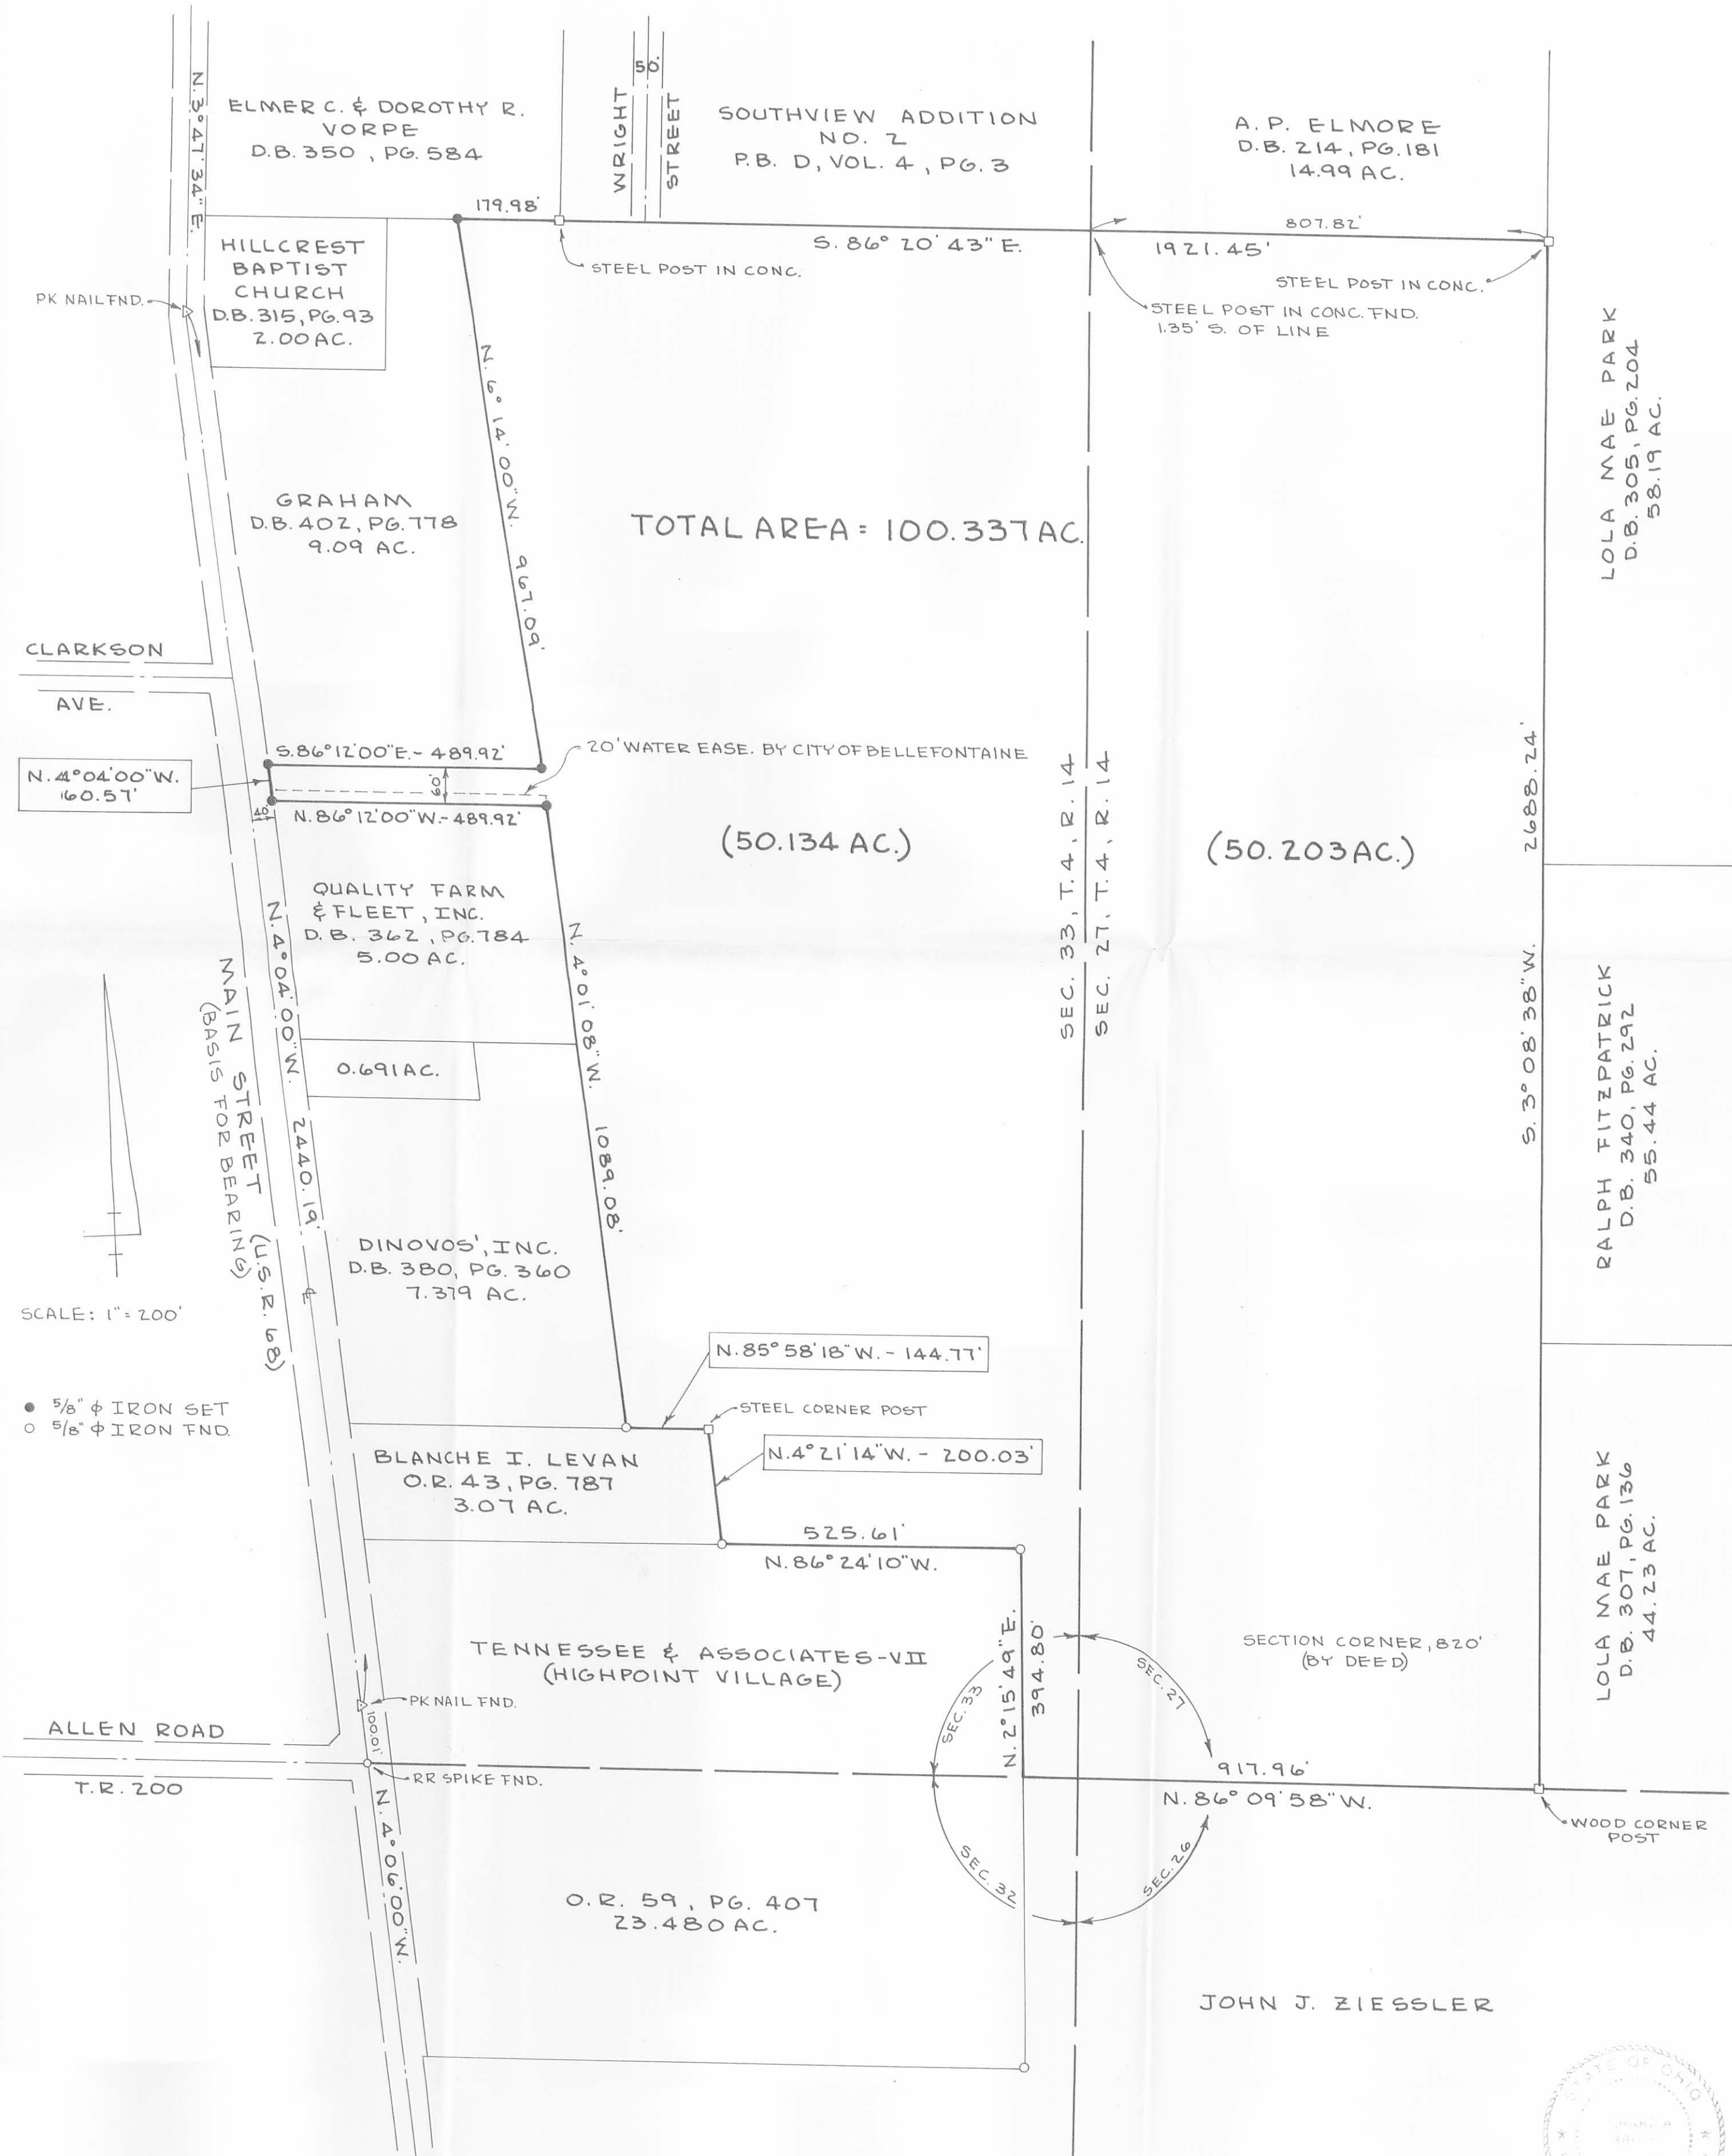 N. 3° 47' 34" E.
ELMER C. & DOROTHY R.
VORPE
D.B. 350, PG. 584
WRIGHT
50'
STREET
SOUTHVIEW ADDITION
NO. 2
P.B. D, VOL. 4, PG. 3
A. P. ELMORE
D.B. 214, PG. 181
14.99 AC.
179.98'
S. 86° 20' 43" E.
807.82'
1921.45'
HILLCREST
BAPTIST
CHURCH
D.B. 315, PG. 93
2.00 AC.
STEEL POST IN CONC.
STEEL POST IN CONC.
STEEL POST IN CONC. FND.
1.35' S. OF LINE
PK NAIL FND.
LOLA MAE PARK
D.B. 305, PG. 204
58.19 AC.
N. 6° 14' 00" W. 967.09'
GRAHAM
D.B. 402, PG. 778
9.09 AC.
TOTAL AREA = 100.337 AC.
CLARKSON
AVE.
S. 86° 12' 00" E. - 489.92'
20' WATER EASE. BY CITY OF BELLEFONTAINE
N. 4° 04' 00" W.
60.57'
60'
40'
N. 86° 12' 00" W. - 489.92'
(50.134 AC.)
SEC. 33, T. 4, R. 14
SEC. 27, T. 4, R. 14
(50.203 AC.)
S. 3° 08' 38" W. 2688.24'
QUALITY FARM
& FLEET, INC.
D.B. 362, PG. 784
5.00 AC.
N. 4° 04' 00" W. 2440.19'
N. 4° 01' 08" W. 1089.08'
MAIN STREET (U.S.R. 68)
(BASIS FOR BEARING)
0.691 AC.
RALPH FITZPATRICK
D.B. 340, PG. 292
55.44 AC.
DINOVOS', INC.
D.B. 380, PG. 360
7.379 AC.
SCALE: 1" = 200'
N. 85° 58' 18" W. - 144.77'
5/8" φ IRON SET
5/8" φ IRON FND.
STEEL CORNER POST
BLANCHE I. LEVAN
O.R. 43, PG. 787
3.07 AC.
N. 4° 21' 14" W. - 200.03'
525.61'
N. 86° 24' 10" W.
LOLA MAE PARK
D.B. 307, PG. 136
44.23 AC.
TENNESSEE & ASSOCIATES-VII
(HIGHPOINT VILLAGE)
N. 2° 15' 49" E.
394.80'
SECTION CORNER, 820'
(BY DEED)
SEC. 33
SEC. 27
PK NAIL FND.
100.01'
ALLEN ROAD
T.R. 200
RR SPIKE FND.
917.96'
N. 86° 09' 58" W.
WOOD CORNER
POST
N. 4° 06' 00" W.
SEC. 32
SEC. 26
O.R. 59, PG. 407
23.480 AC.
JOHN J. ZIESSLER
STATE OF OHIO